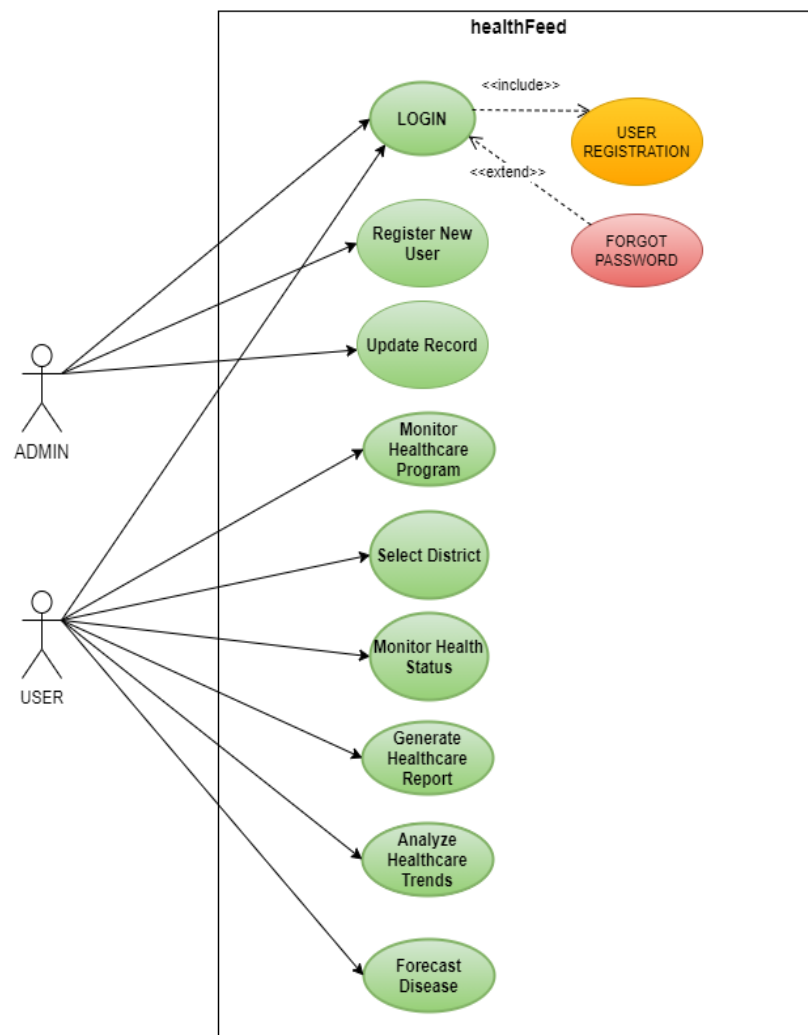 healthFeed
<<include>>
LOGIN
USER
REGISTRATION
<<extend>>
Register New
User
FORGOT
PASSWORD
Update Record
ADMIN
Monitor
Healthcare
Program
Select District
Monitor Health
Status
USER
Generate
Healthcare
Report
Analyze
Healthcare
Trends
Forecast
Disease